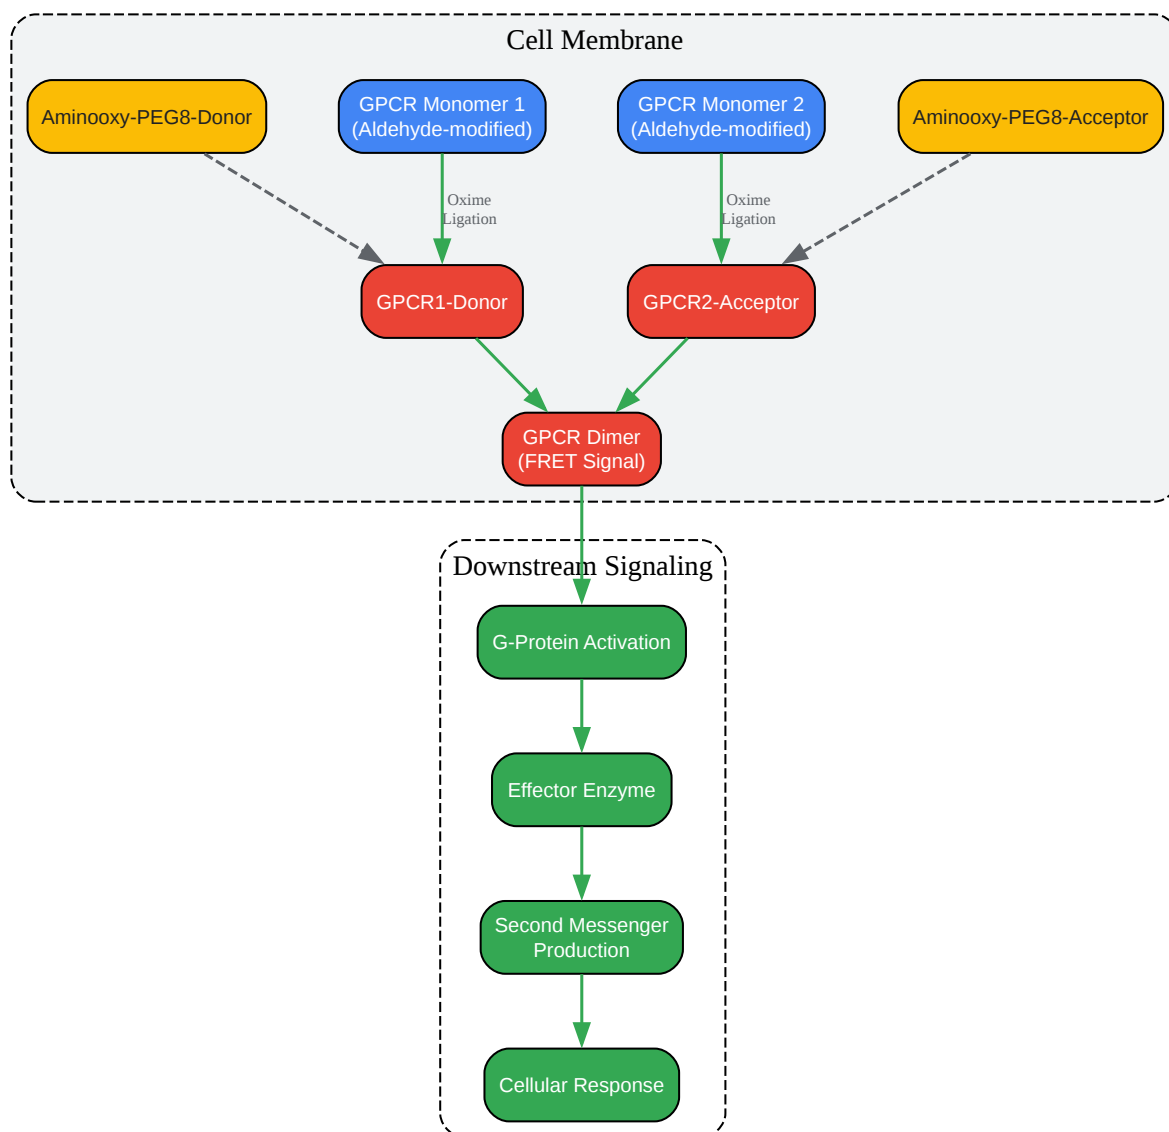 Cell Membrane
Aminooxy-PEG8-Donor
GPCR Monomer 1
(Aldehyde-modified)
GPCR Monomer 2
(Aldehyde-modified)
Aminooxy-PEG8-Acceptor
Oxime
Ligation
Oxime
Ligation
GPCR1-Donor
GPCR2-Acceptor
GPCR Dimer
(FRET Signal)
Downstream Signaling
G-Protein Activation
Effector Enzyme
Second Messenger
Production
Cellular Response